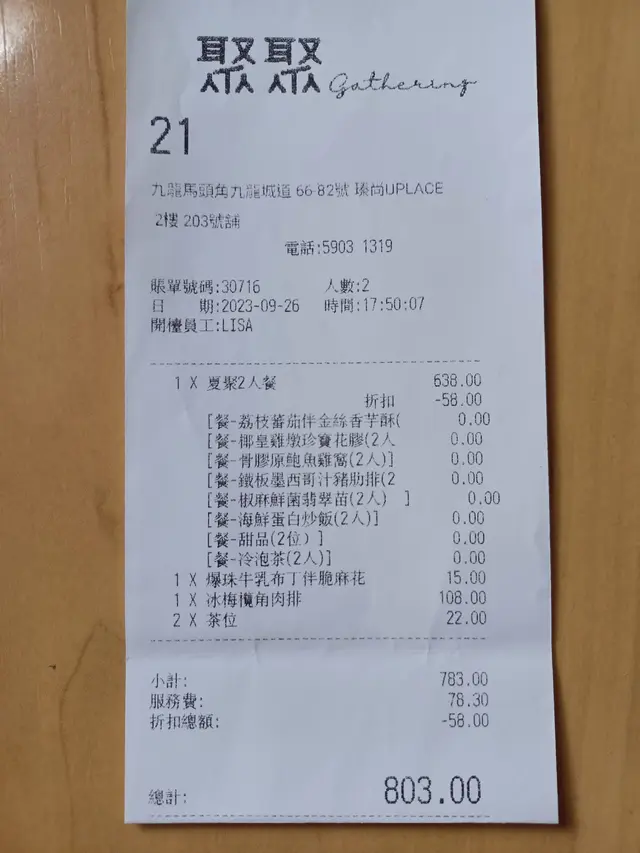 聚聚 Gathering
21
九龍馬頭角九龍城道 66-82號 瑧尚UPLACE
2樓 203號舖
電話:5903 1319
賬單號碼:30716 人數:2
日 期:2023-09-26 時間:17:50:07
開檯員工:LISA
1 X 夏聚2人餐 638.00
折扣 -58.00
[餐-荔枝蕃茄伴金絲香芋酥( 0.00
[餐-椰皇雞燉珍寶花膠(2人 0.00
[餐-骨膠原鮑魚雞窩(2人)] 0.00
[餐-鐵板墨西哥汁豬肋排(2 0.00
[餐-椒麻鮮菌翡翠苗(2人) ] 0.00
[餐-海鮮蛋白炒飯(2人)] 0.00
[餐-甜品(2位）] 0.00
[餐-冷泡茶(2人)] 0.00
1 X 爆珠牛乳布丁伴脆麻花 15.00
1 X 冰梅欖角肉排 108.00
2 X 茶位 22.00
小計: 783.00
服務費: 78.30
折扣總額: -58.00
總計: 803.00